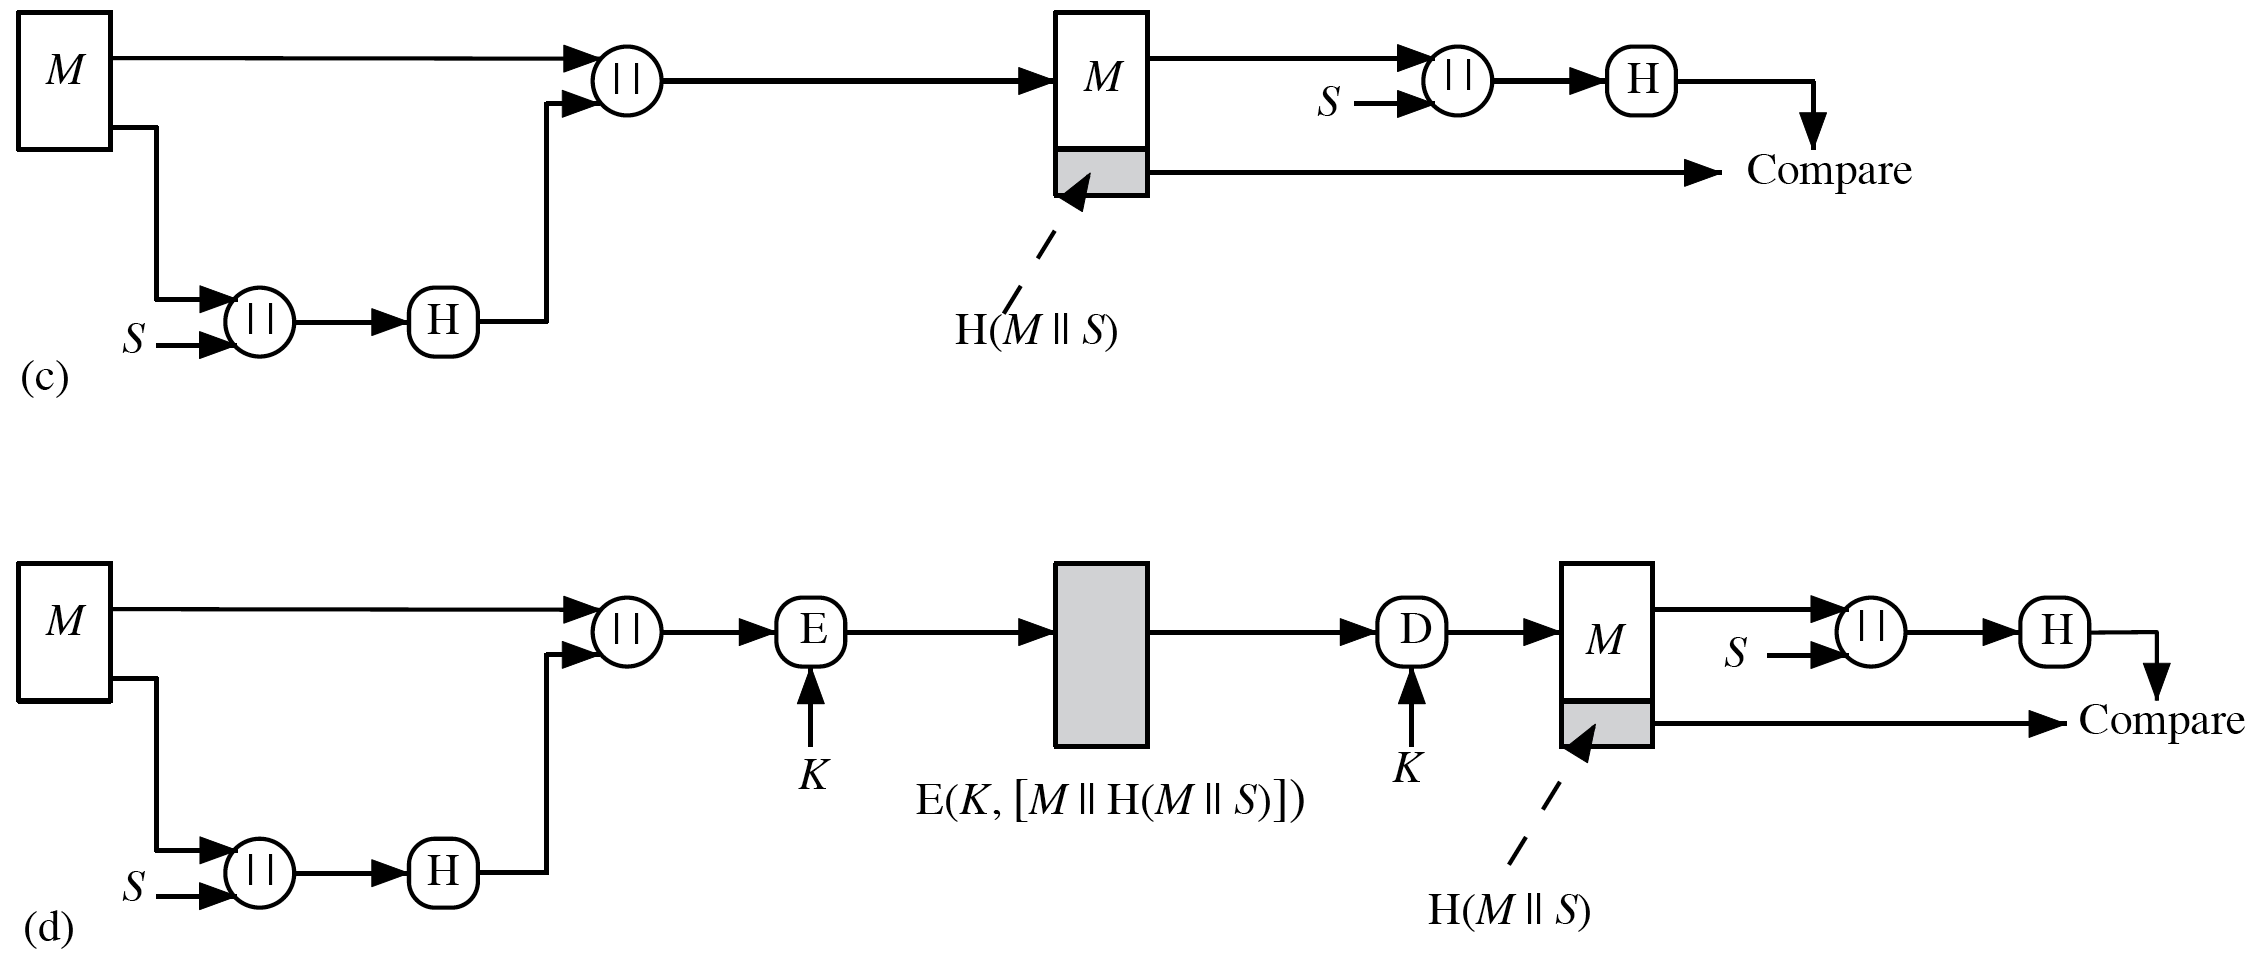 M || M || H
S
Compare
S || H
H(M || S)
(c)
M || E D M || H
S
K K
Compare
E(K, [M || H(M || S)])
S || H
H(M || S)
(d)